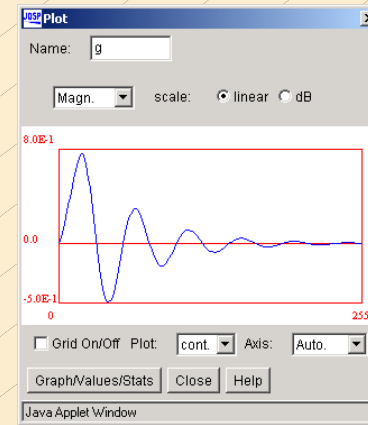 JDSP Plot
Name: g
Magn. scale: linear dB
8.0E-1
0.0
-5.0E-1
0 255
Grid On/Off Plot: cont. Axis: Auto.
Graph/Values/Stats Close Help
Java Applet Window